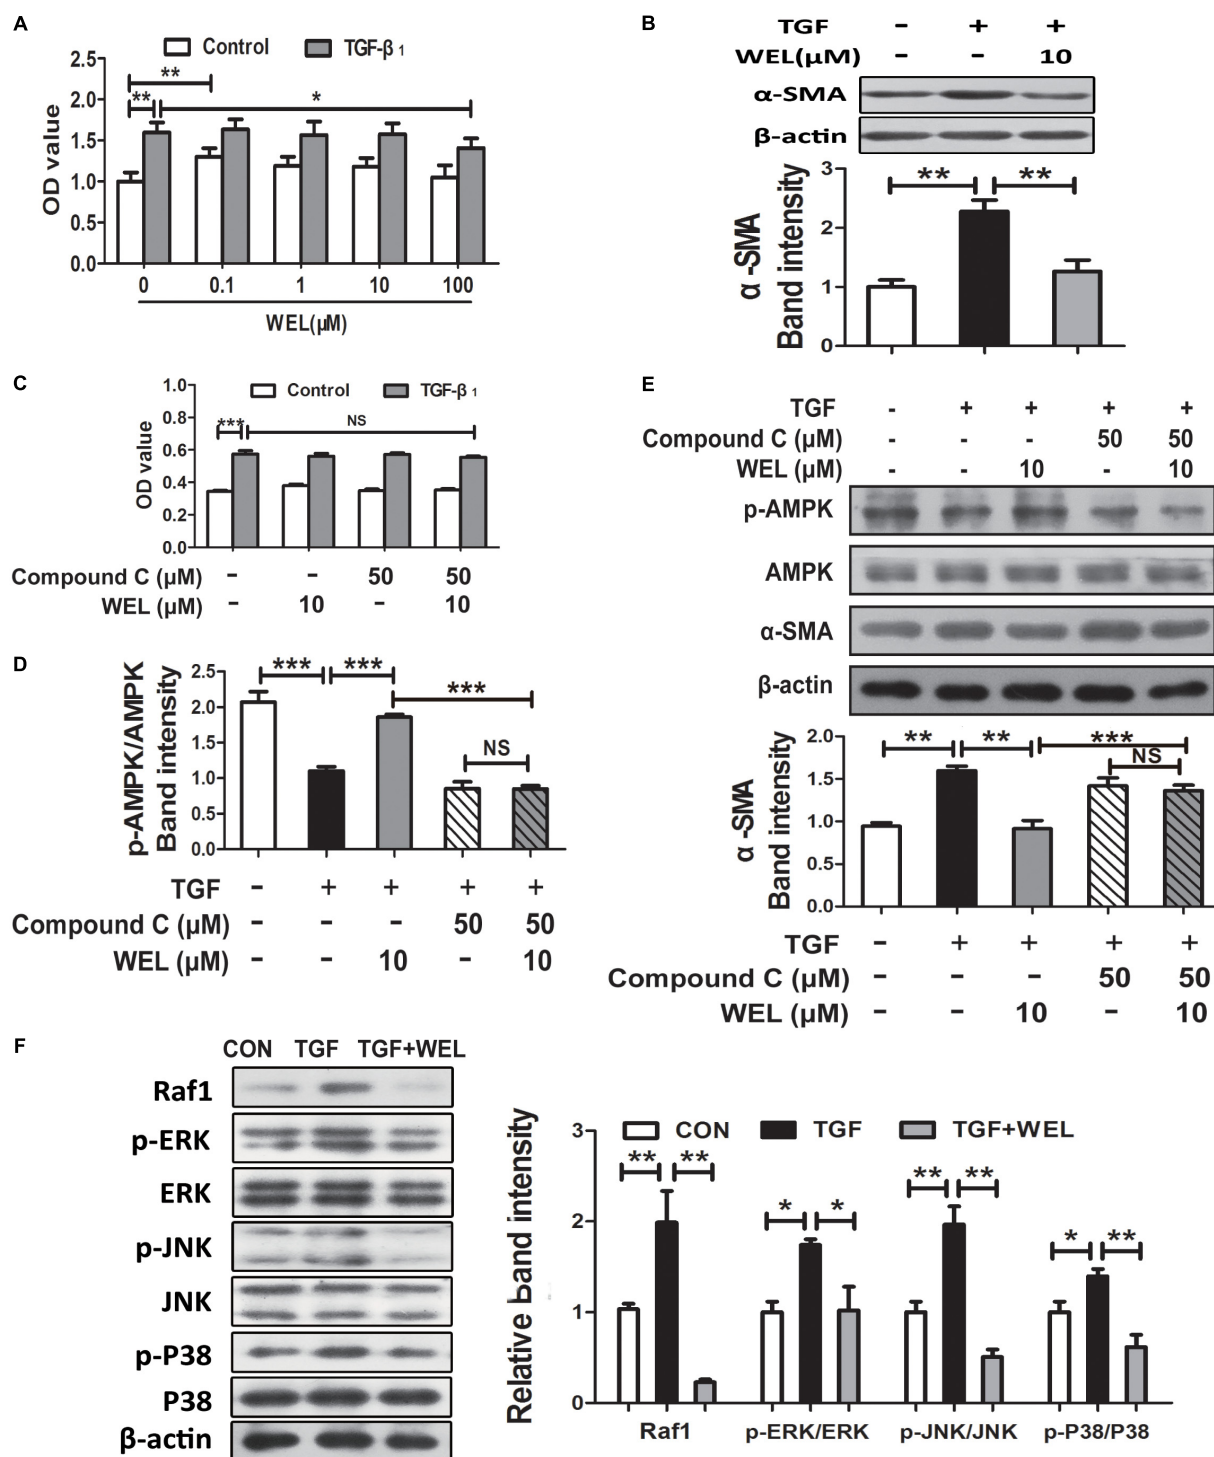 A
Control TGF-β 1
2.5
2.0
1.5
1.0
0.5
0.0
OD value
**
**
*
0 0.1 1 10 100
WEL(μM)
B
TGF - + +
WEL(μM) 10
α-SMA
β-actin
α -SMA
Band intensity
3
2
1
0
** **
C
Control TGF-β 1
1.0
0.8
0.6
0.4
0.2
0.0
OD value
***
NS
Compound C (μM) - - 50 50
WEL (μM) - 10 - 10
D
p-AMPK/AMPK
Band intensity
2.5
2.0
1.5
1.0
0.5
0.0
*** ***
***
NS
TGF - + + + +
Compound C (μM) - - - 50 50
WEL (μM) - - 10 - 10
E
TGF - + + + +
Compound C (μM) - - - 50 50
WEL (μM) - - 10 - 10
p-AMPK
AMPK
α-SMA
β-actin
α -SMA
Band intensity
2.0
1.5
1.0
0.5
0.0
** ** ***
NS
TGF - + + + +
Compound C (μM) - - - 50 50
WEL (μM) - - 10 - 10
F
CON TGF TGF+WEL
Raf1
p-ERK
ERK
p-JNK
JNK
p-P38
P38
β-actin
Relative band intensity
3
2
1
0
CON TGF TGF+WEL
** **
* *
** **
* **
Raf1 p-ERK/ERK p-JNK/JNK p-P38/P38